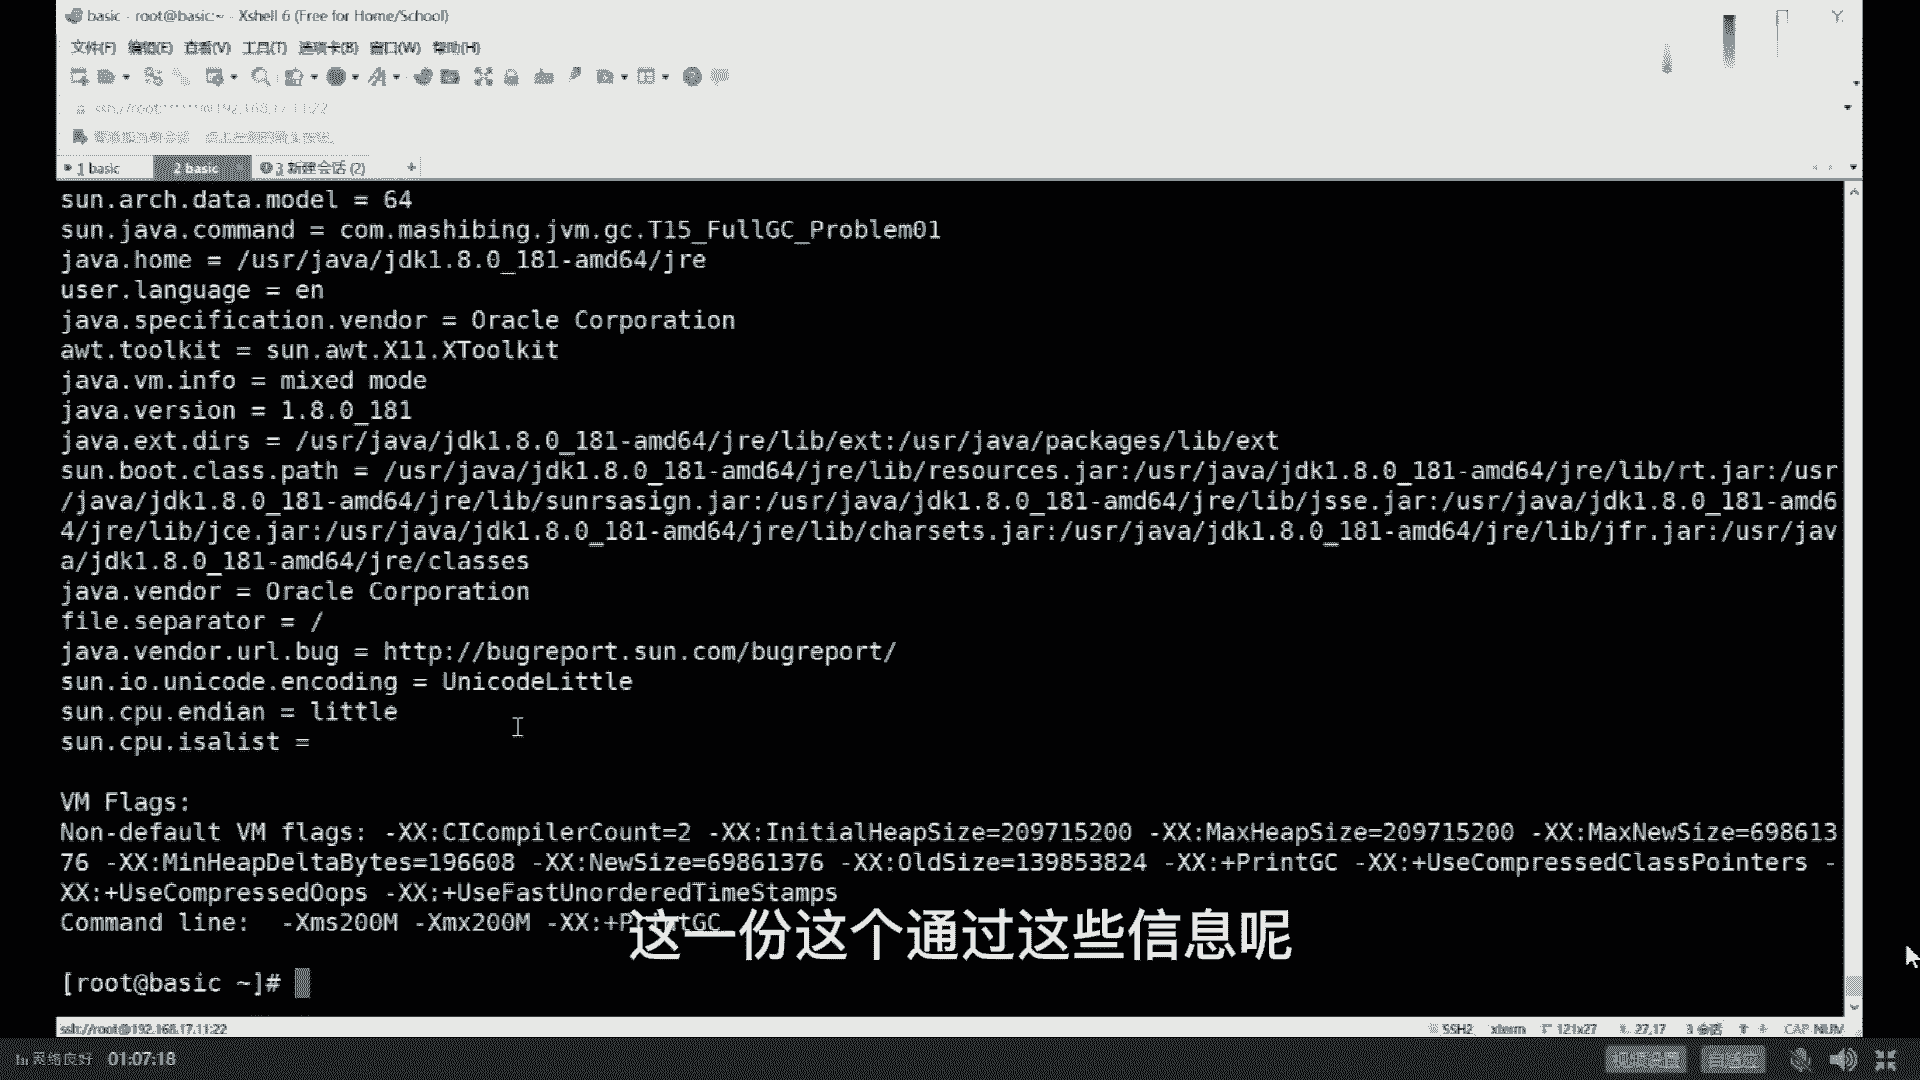 basic - root@basic:~ - Xshell 6 (Free for Home/School)
文件(F) 编辑(E) 查看(V) 工具(T) 选项卡(B) 窗口(W) 帮助(H)
1 basic 2 basic 3 新建会话 (2) +
sun.arch.data.model = 64
sun.java.command = com.mashibing.jvm.gc.T15_FullGC_Problem01
java.home = /usr/java/jdk1.8.0_181-amd64/jre
user.language = en
java.specification.vendor = Oracle Corporation
awt.toolkit = sun.awt.X11.XToolkit
java.vm.info = mixed mode
java.version = 1.8.0_181
java.ext.dirs = /usr/java/jdk1.8.0_181-amd64/jre/lib/ext:/usr/java/packages/lib/ext
sun.boot.class.path = /usr/java/jdk1.8.0_181-amd64/jre/lib/resources.jar:/usr/java/jdk1.8.0_181-amd64/jre/lib/rt.jar:/usr
/java/jdk1.8.0_181-amd64/jre/lib/sunrsasign.jar:/usr/java/jdk1.8.0_181-amd64/jre/lib/jsse.jar:/usr/java/jdk1.8.0_181-amd6
4/jre/lib/jce.jar:/usr/java/jdk1.8.0_181-amd64/jre/lib/charsets.jar:/usr/java/jdk1.8.0_181-amd64/jre/lib/jfr.jar:/usr/jav
a/jdk1.8.0_181-amd64/jre/classes
java.vendor = Oracle Corporation
file.separator = /
java.vendor.url.bug = http://bugreport.sun.com/bugreport/
sun.io.unicode.encoding = UnicodeLittle
sun.cpu.endian = little
sun.cpu.isalist =
VM Flags:
Non-default VM flags: -XX:CICompilerCount=2 -XX:InitialHeapSize=209715200 -XX:MaxHeapSize=209715200 -XX:MaxNewSize=698613
76 -XX:MinHeapDeltaBytes=196608 -XX:NewSize=69861376 -XX:OldSize=139853824 -XX:+PrintGC -XX:+UseCompressedClassPointers -
XX:+UseCompressedOops -XX:+UseFastUnorderedTimeStamps
Command line:  -Xms200M -Xmx200M -XX:+PrintGC
这一份这个通过这些信息呢
[root@basic ~]#
ssh://root@192.168.17.11:22 SSH2 xterm 121x27 27,17 3 会话 CAP NUM
网络良好 01:07:18 视频设置 自适应